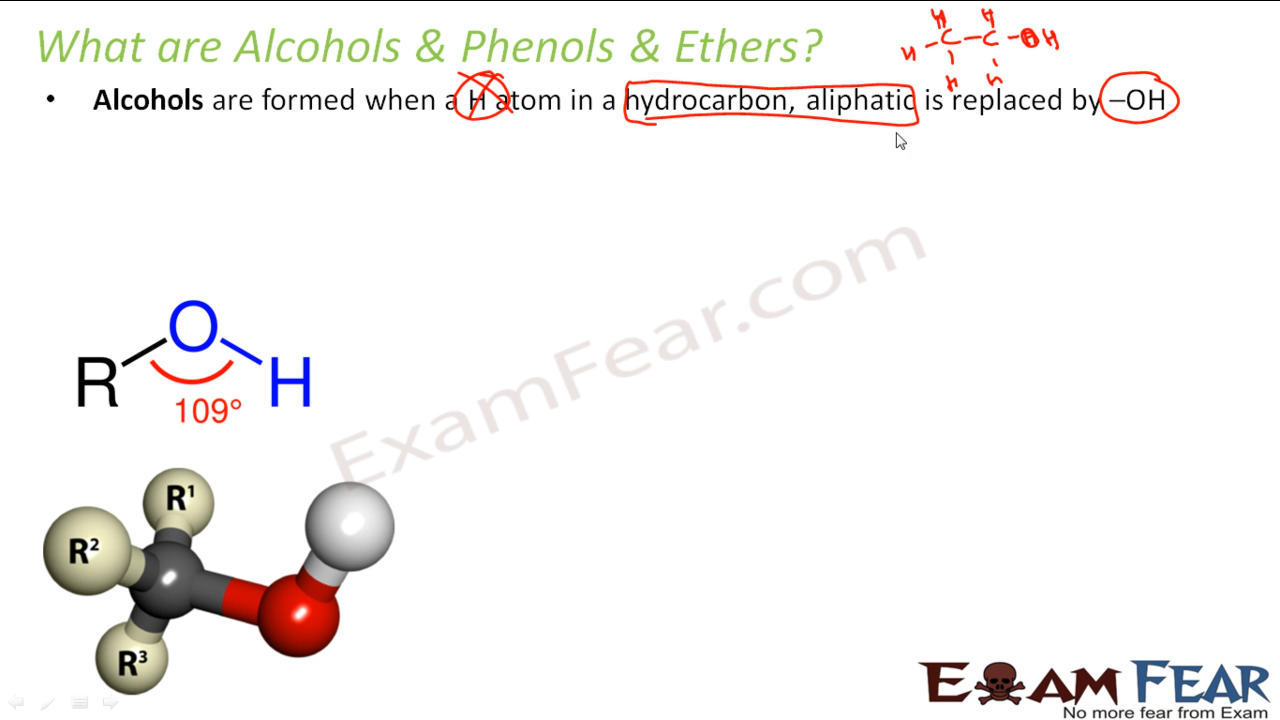 What are Alcohols & Phenols & Ethers?
H H
H - C - C - OH
H H
• Alcohols are formed when a H atom in a hydrocarbon, aliphatic is replaced by –OH
ExamFear.com
O
R H
109°
R¹
R²
R³
EXAM FEAR
No more fear from Exam